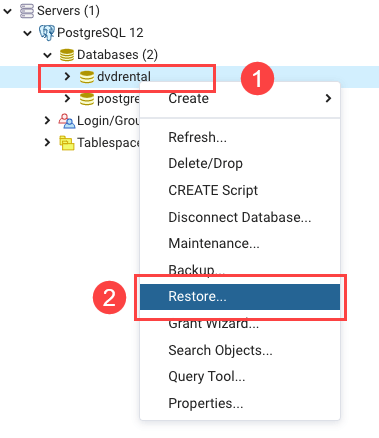 Servers (1)
PostgreSQL 12
Databases (2)
dvdrental
1
postgre
Create
Login/Grou
Tablespace
Refresh...
Delete/Drop
CREATE Script
Disconnect Database...
Maintenance...
Backup...
2
Restore...
Grant Wizard...
Search Objects...
Query Tool...
Properties...